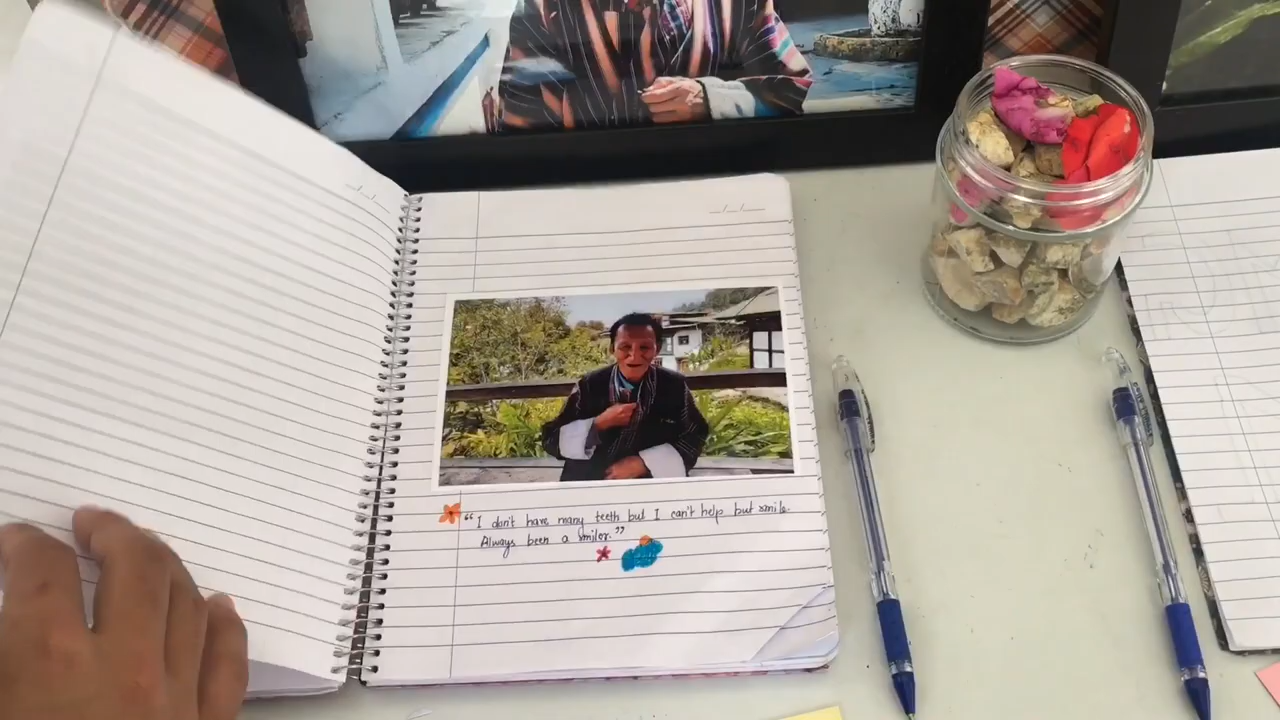 “I don't have many teeth but I can't help but smile.
Always been a smiler.”